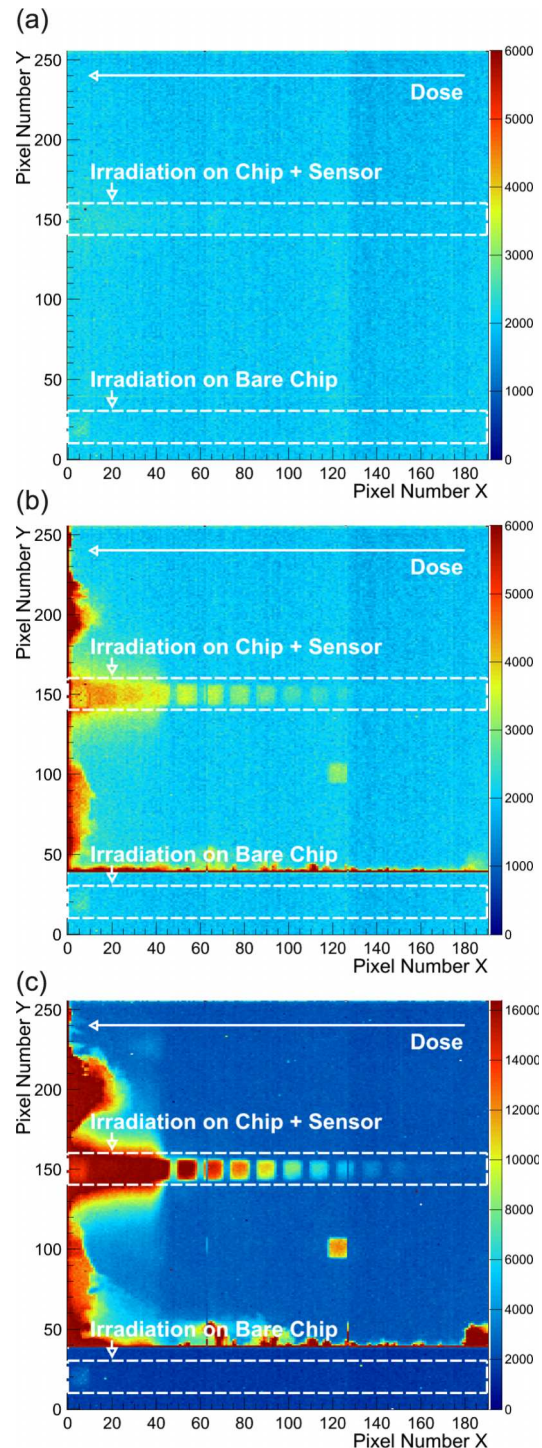 (a)
Pixel Number Y
250
200
150
100
50
0
Dose
Irradiation on Chip + Sensor
Irradiation on Bare Chip
0 20 40 60 80 100 120 140 160 180
Pixel Number X
6000
5000
4000
3000
2000
1000
0
(b)
Pixel Number Y
250
200
150
100
50
0
Dose
Irradiation on Chip + Sensor
Irradiation on Bare Chip
0 20 40 60 80 100 120 140 160 180
Pixel Number X
6000
5000
4000
3000
2000
1000
0
(c)
Pixel Number Y
250
200
150
100
50
0
Dose
Irradiation on Chip + Sensor
Irradiation on Bare Chip
0 20 40 60 80 100 120 140 160 180
Pixel Number X
16000
14000
12000
10000
8000
6000
4000
2000
0